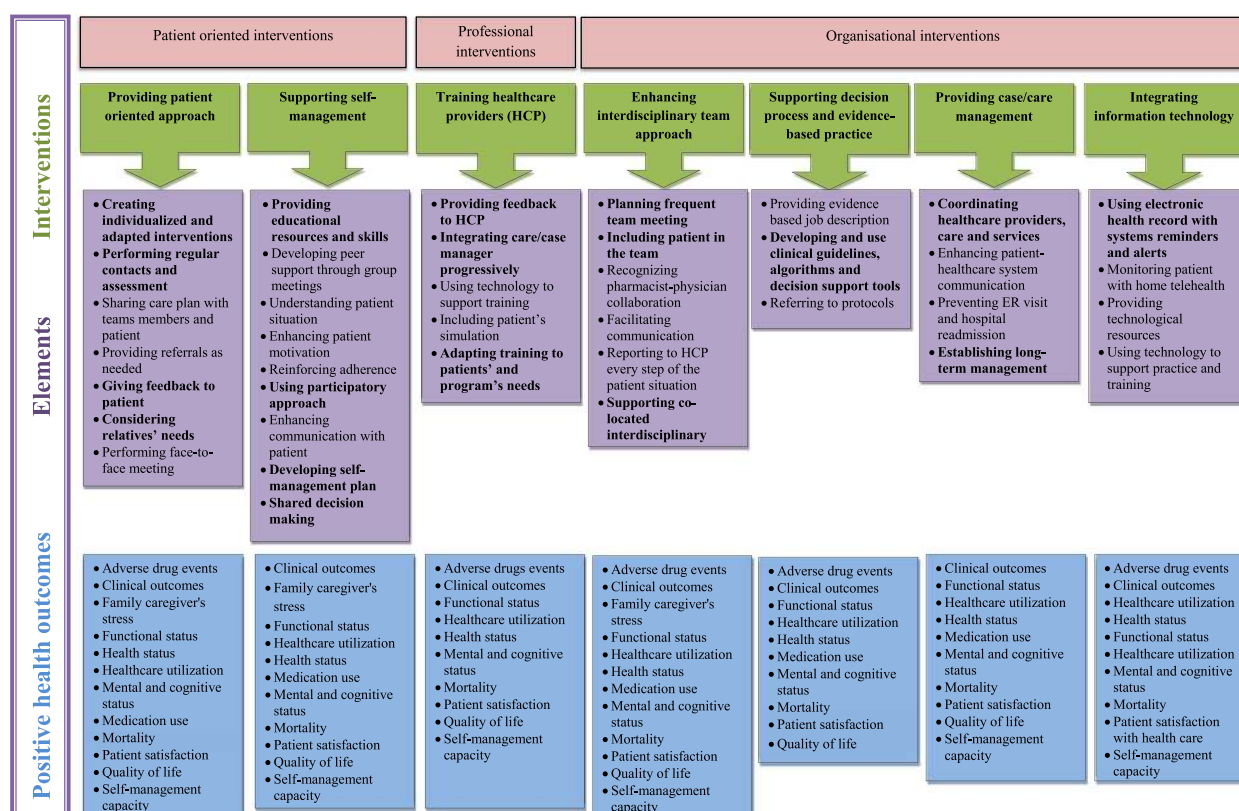 Patient oriented interventions
Professional
interventions
Organisational interventions
Interventions
Providing patient
oriented approach
Supporting self-
management
Training healthcare
providers (HCP)
Enhancing
interdisciplinary team
approach
Supporting decision
process and evidence-
based practice
Providing case/care
management
Integrating
information technology
Elements
• Creating
individualized and
adapted interventions
• Performing regular
contacts and
assessment
• Sharing care plan with
teams members and
patient
• Providing referrals as
needed
• Giving feedback to
patient
• Considering
relatives' needs
• Performing face-to-
face meeting
• Providing
educational
resources and skills
• Developing peer
support through group
meetings
• Understanding patient
situation
• Enhancing patient
motivation
• Reinforcing adherence
• Using participatory
approach
• Enhancing
communication with
patient
• Developing self-
management plan
• Shared decision
making
• Providing feedback
to HCP
• Integrating care/case
manager
progressively
• Using technology to
support training
• Including patient's
simulation
• Adapting training to
patients' and
program's needs
• Planning frequent
team meeting
• Including patient in
the team
• Recognizing
pharmacist-physician
collaboration
• Facilitating
communication
• Reporting to HCP
every step of the
patient situation
• Supporting co-
located
interdisciplinary
• Providing evidence
based job description
• Developing and use
clinical guidelines,
algorithms and
decision support tools
• Referring to protocols
• Coordinating
healthcare providers,
care and services
• Enhancing patient-
healthcare system
communication
• Preventing ER visit
and hospital
readmission
• Establishing long-
term management
• Using electronic
health record with
systems reminders
and alerts
• Monitoring patient
with home telehealth
• Providing
technological
resources
• Using technology to
support practice and
training
Positive health outcomes
• Adverse drug events
• Clinical outcomes
• Family caregiver's
stress
• Functional status
• Health status
• Healthcare utilization
• Mental and cognitive
status
• Medication use
• Mortality
• Patient satisfaction
• Quality of life
• Self-management
capacity
• Clinical outcomes
• Family caregiver's
stress
• Functional status
• Healthcare utilization
• Health status
• Medication use
• Mental and cognitive
status
• Mortality
• Patient satisfaction
• Quality of life
• Self-management
capacity
• Adverse drugs events
• Clinical outcomes
• Functional status
• Healthcare utilization
• Health status
• Mental and cognitive
status
• Mortality
• Patient satisfaction
• Quality of life
• Self-management
capacity
• Adverse drug events
• Clinical outcomes
• Family caregiver's
stress
• Functional status
• Healthcare utilization
• Health status
• Medication use
• Mental and cognitive
status
• Mortality
• Patient satisfaction
• Quality of life
• Self-management
capacity
• Adverse drug events
• Clinical outcomes
• Functional status
• Healthcare utilization
• Health status
• Medication use
• Mental and cognitive
status
• Mortality
• Patient satisfaction
• Quality of life
• Clinical outcomes
• Functional status
• Healthcare utilization
• Health status
• Medication use
• Mental and cognitive
status
• Mortality
• Patient satisfaction
• Quality of life
• Self-management
capacity
• Adverse drug events
• Clinical outcomes
• Healthcare utilization
• Health status
• Functional status
• Healthcare utilization
• Mental and cognitive
status
• Mortality
• Patient satisfaction
with health care
• Self-management
capacity